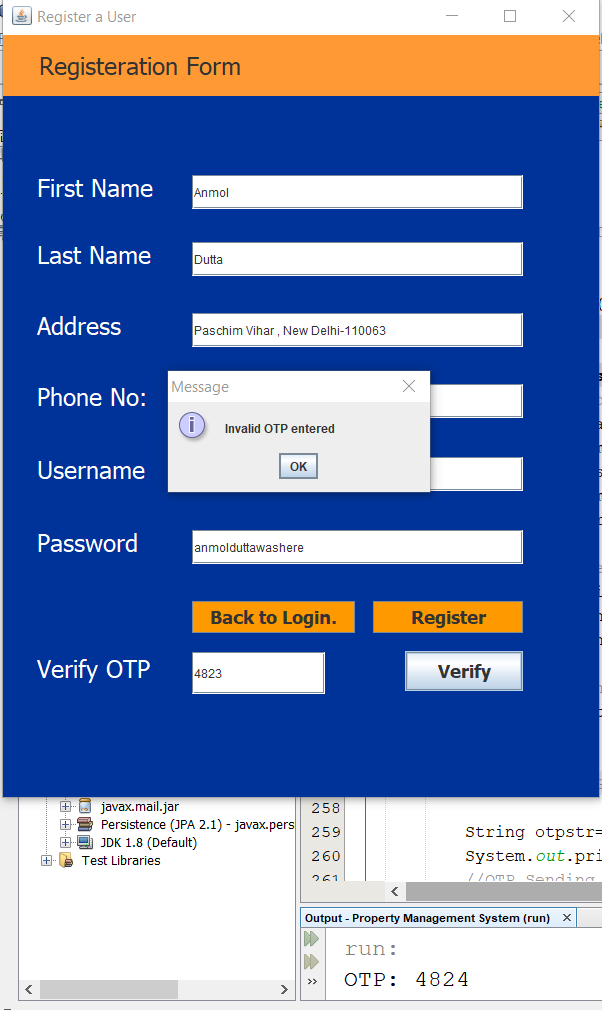 Register a User
Registeration Form
First Name Anmol
Last Name Dutta
Address Paschim Vihar , New Delhi-110063
Phone No:
Message
Invalid OTP entered
OK
Username
Password anmolduttawashere
Back to Login. Register
Verify OTP 4823 Verify
javax.mail.jar
Persistence (JPA 2.1) - javax.pers
JDK 1.8 (Default)
Test Libraries
258
259 String otpstr=
260 System.out.pri
261 //OTP Sending
Output - Property Management System (run)
run:
OTP: 4824